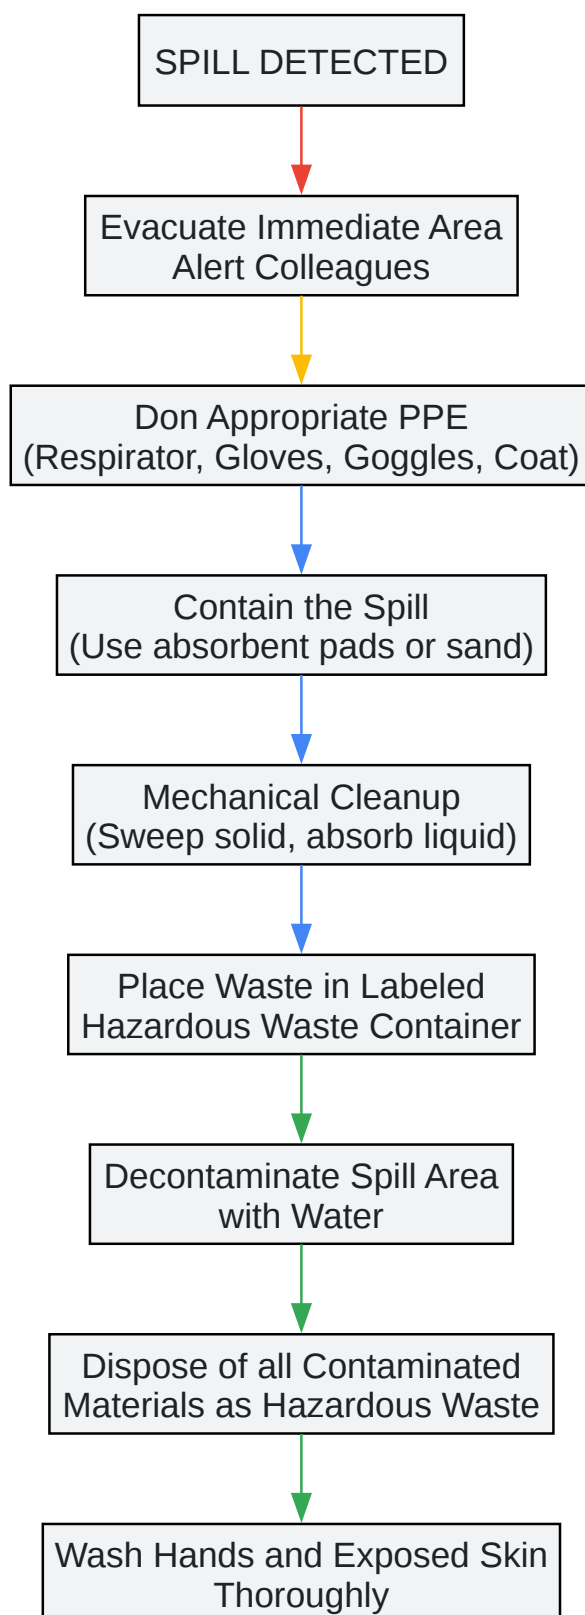 SPILL DETECTED
Evacuate Immediate Area
Alert Colleagues
Don Appropriate PPE
(Respirator, Gloves, Goggles, Coat)
Contain the Spill
(Use absorbent pads or sand)
Mechanical Cleanup
(Sweep solid, absorb liquid)
Place Waste in Labeled
Hazardous Waste Container
Decontaminate Spill Area
with Water
Dispose of all Contaminated
Materials as Hazardous Waste
Wash Hands and Exposed Skin
Thoroughly